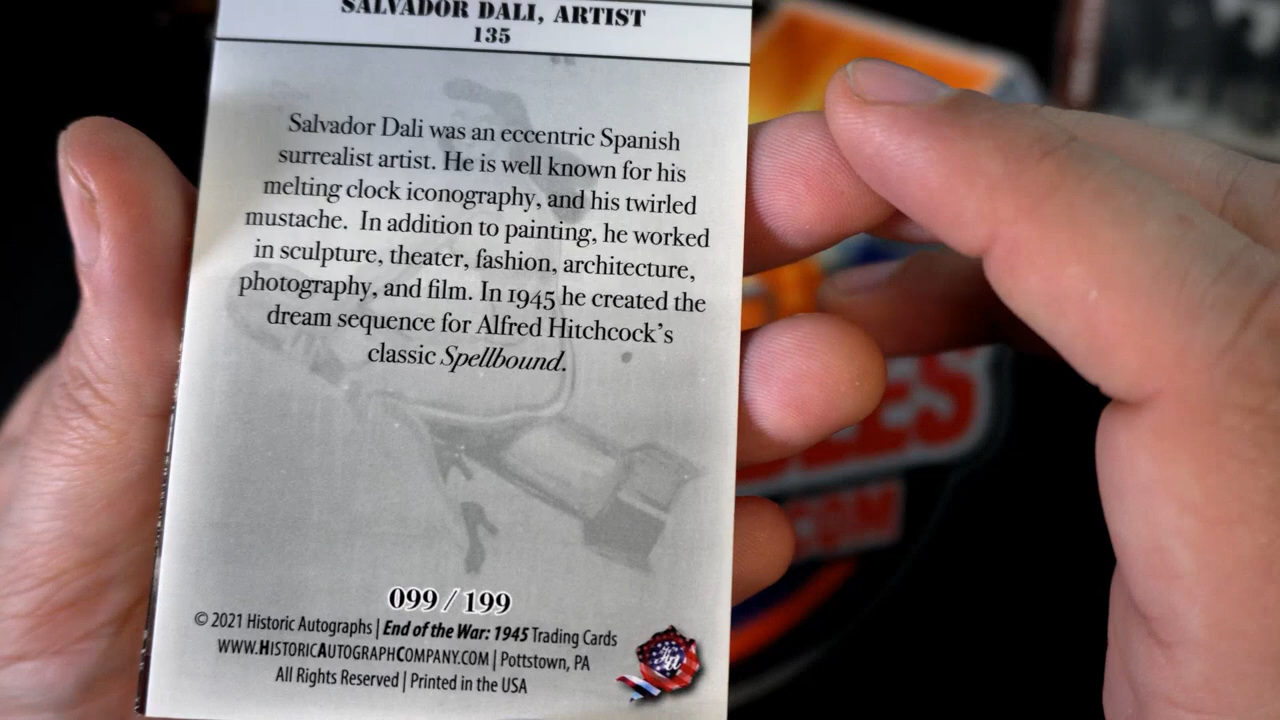 SALVADOR DALI, ARTIST
135
Salvador Dali was an eccentric Spanish
surrealist artist. He is well known for his
melting clock iconography, and his twirled
mustache. In addition to painting, he worked
in sculpture, theater, fashion, architecture,
photography, and film. In 1945 he created the
dream sequence for Alfred Hitchcock's
classic Spellbound.
099 / 199
© 2021 Historic Autographs | End of the War: 1945 Trading Cards
WWW.HISTORICAUTOGRAPHCOMPANY.COM | Pottstown, PA
All Rights Reserved | Printed in the USA
HA